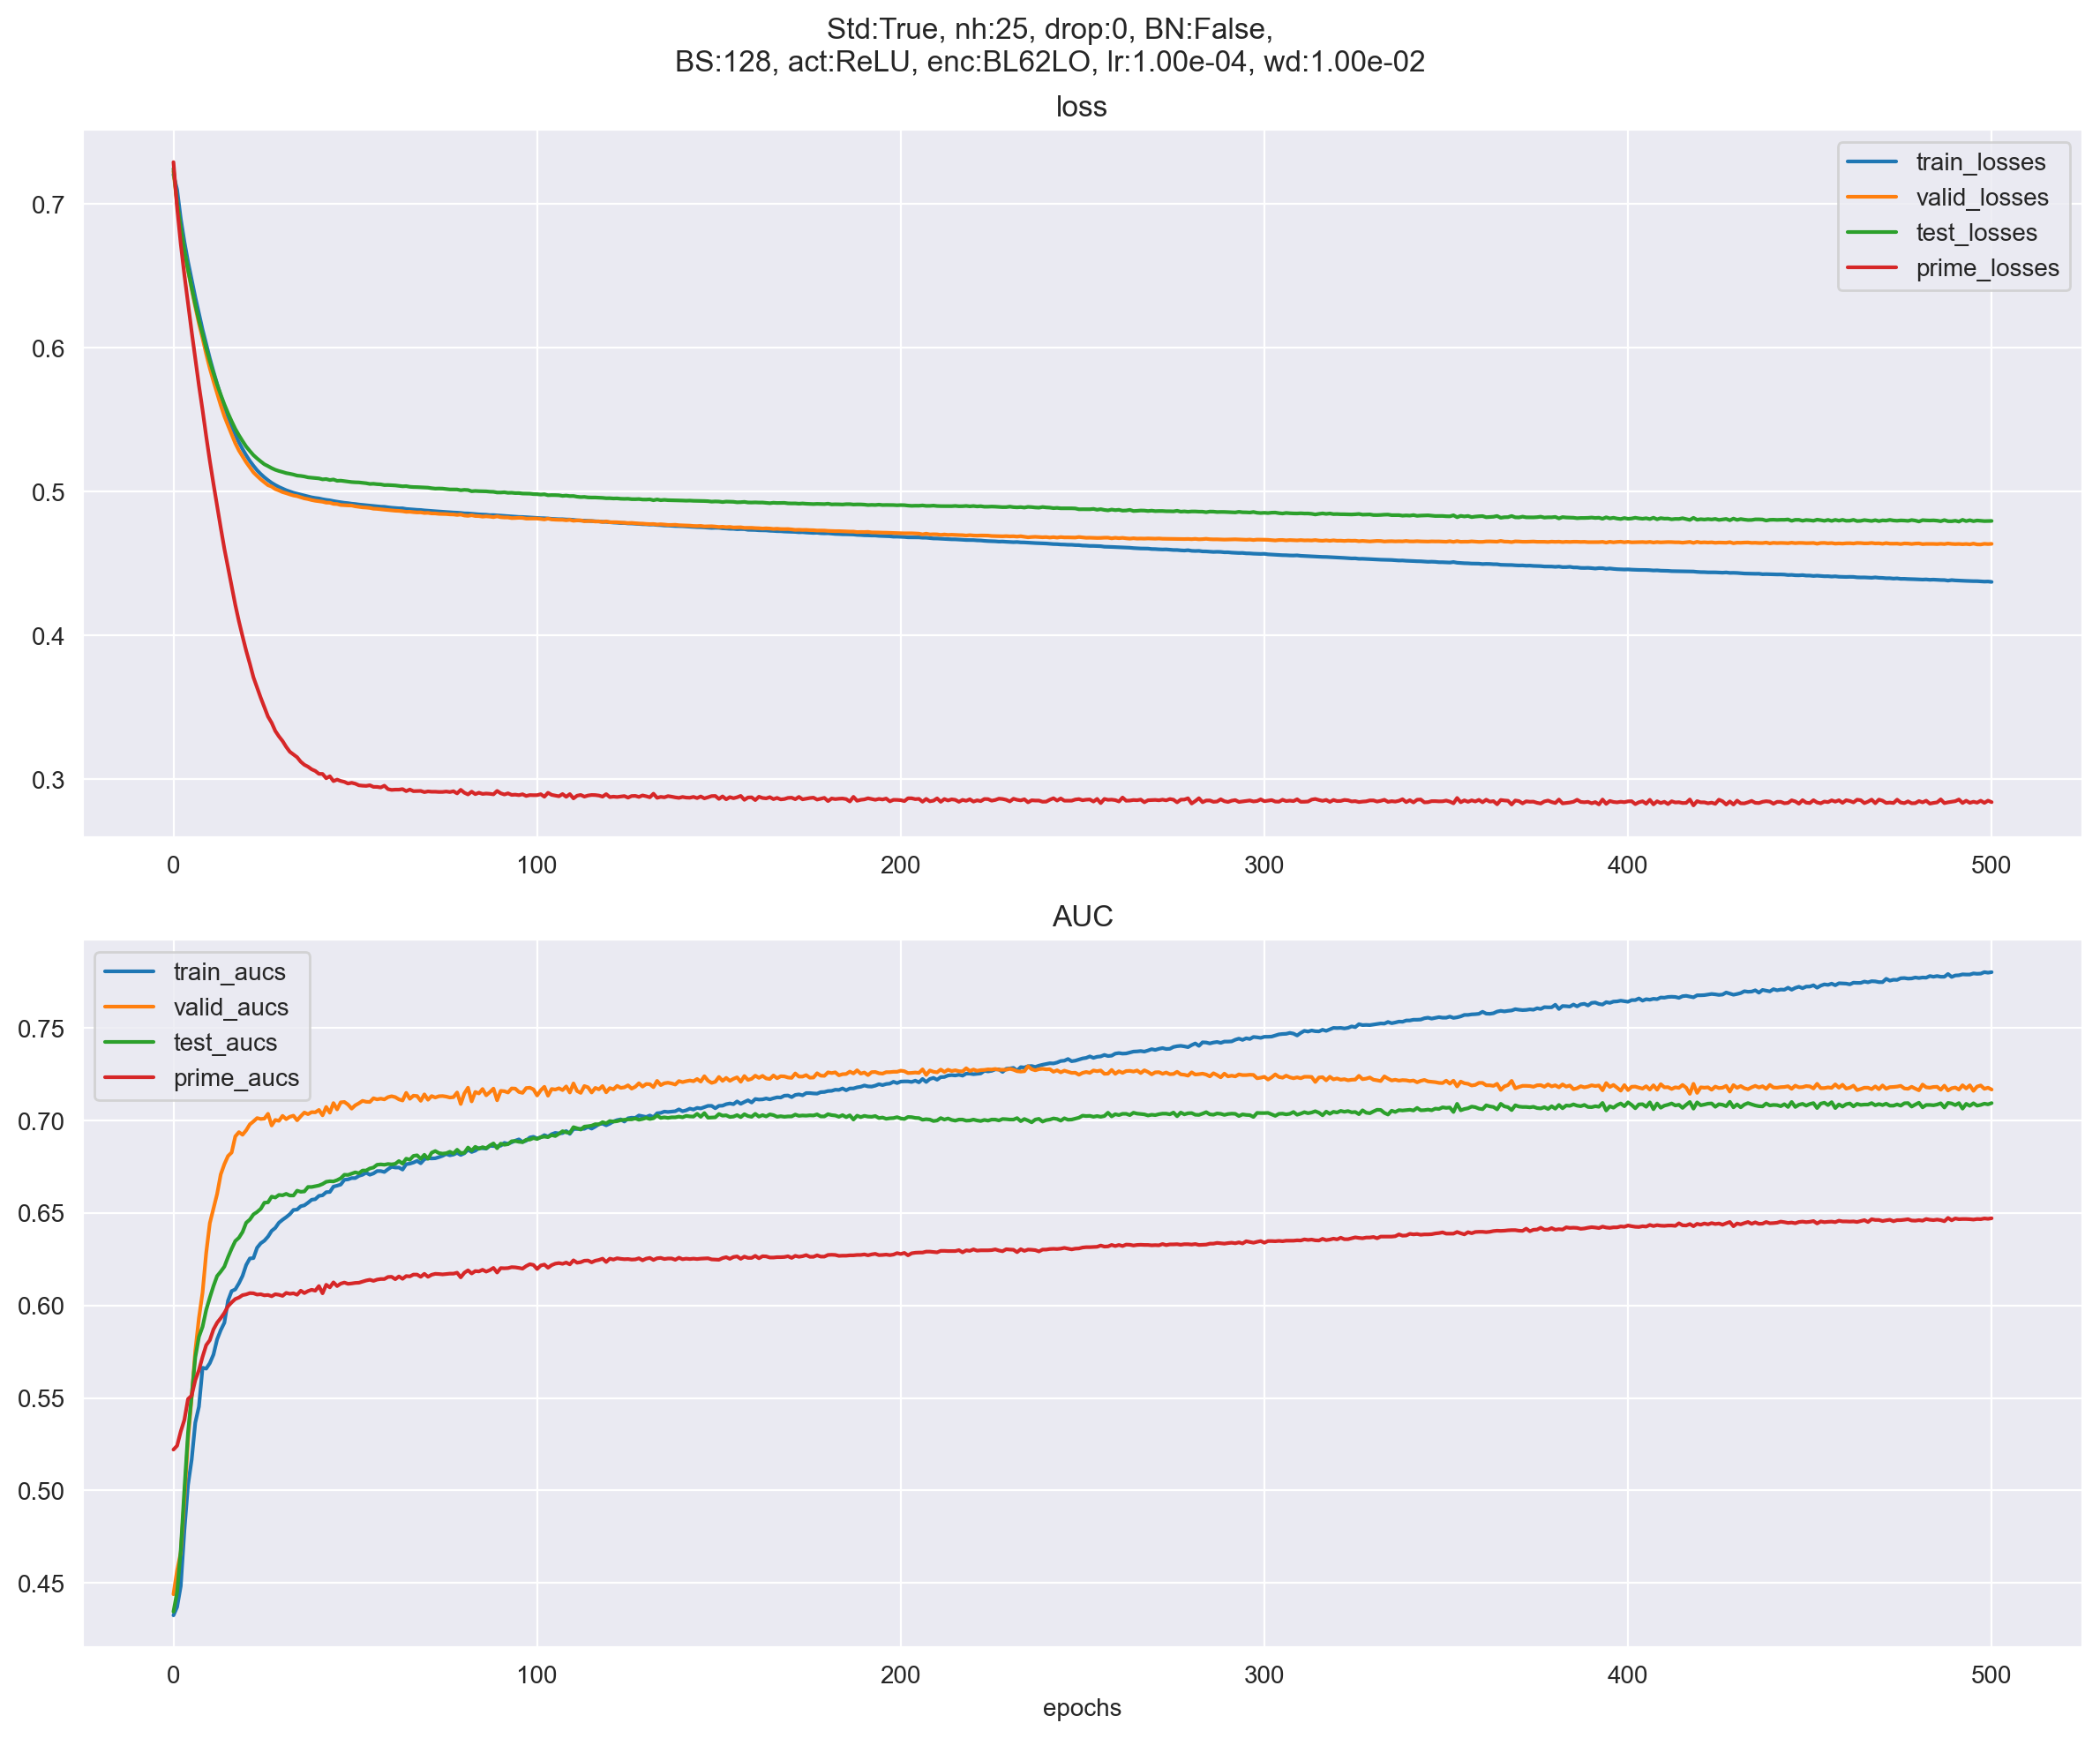 Std:True, nh:25, drop:0, BN:False,
BS:128, act:ReLU, enc:BL62LO, lr:1.00e-04, wd:1.00e-02
loss
train_losses
valid_losses
test_losses
prime_losses
0.7
0.6
0.5
0.4
0.3
0 100 200 300 400 500
AUC
train_aucs
valid_aucs
test_aucs
prime_aucs
0.75
0.70
0.65
0.60
0.55
0.50
0.45
0 100 200 300 400 500
epochs